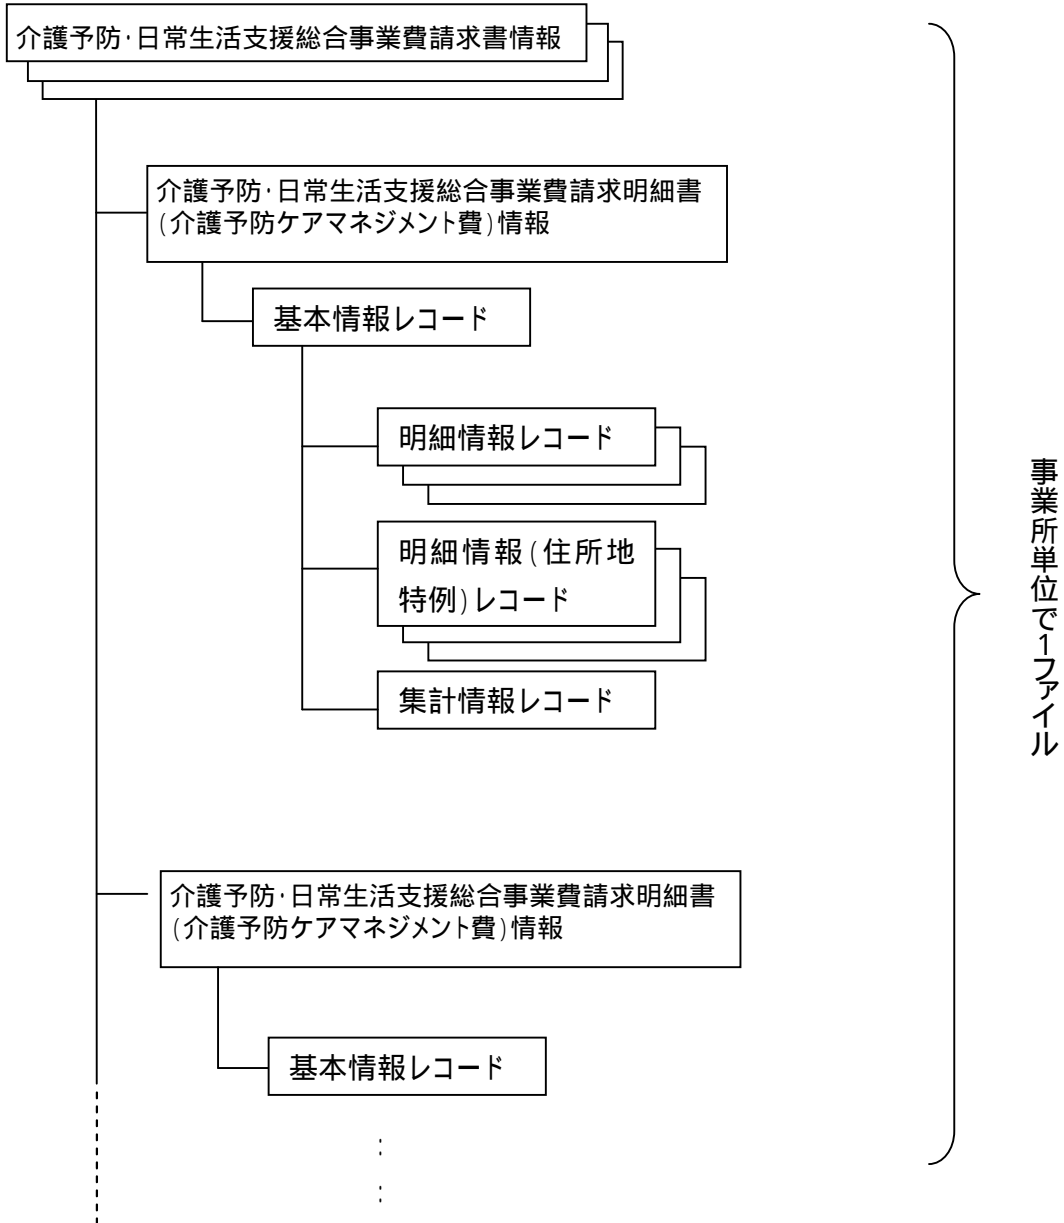 介護予防・日常生活支援総合事業費請求書情報
介護予防・日常生活支援総合事業費請求明細書
(介護予防ケアマネジメント費)情報
基本情報レコード
明細情報レコード
明細情報(住所地
特例)レコード
集計情報レコード
介護予防・日常生活支援総合事業費請求明細書
(介護予防ケアマネジメント費)情報
基本情報レコード
:
:
事業所単位で1ファイル